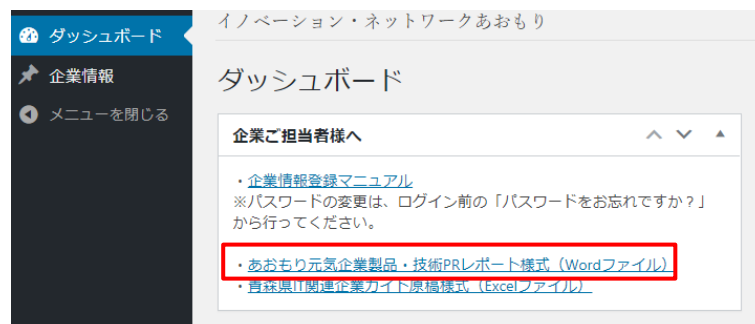 イノベーション・ネットワークあおもり
ダッシュボード
企業情報
メニューを閉じる
ダッシュボード
企業ご担当者様へ
・企業情報登録マニュアル
※パスワードの変更は、ログイン前の「パスワードをお忘れですか？」
から行ってください。
・あおもり元気企業製品・技術PRレポート様式（Wordファイル）
・青森県IT関連企業ガイド原稿様式（Excelファイル）